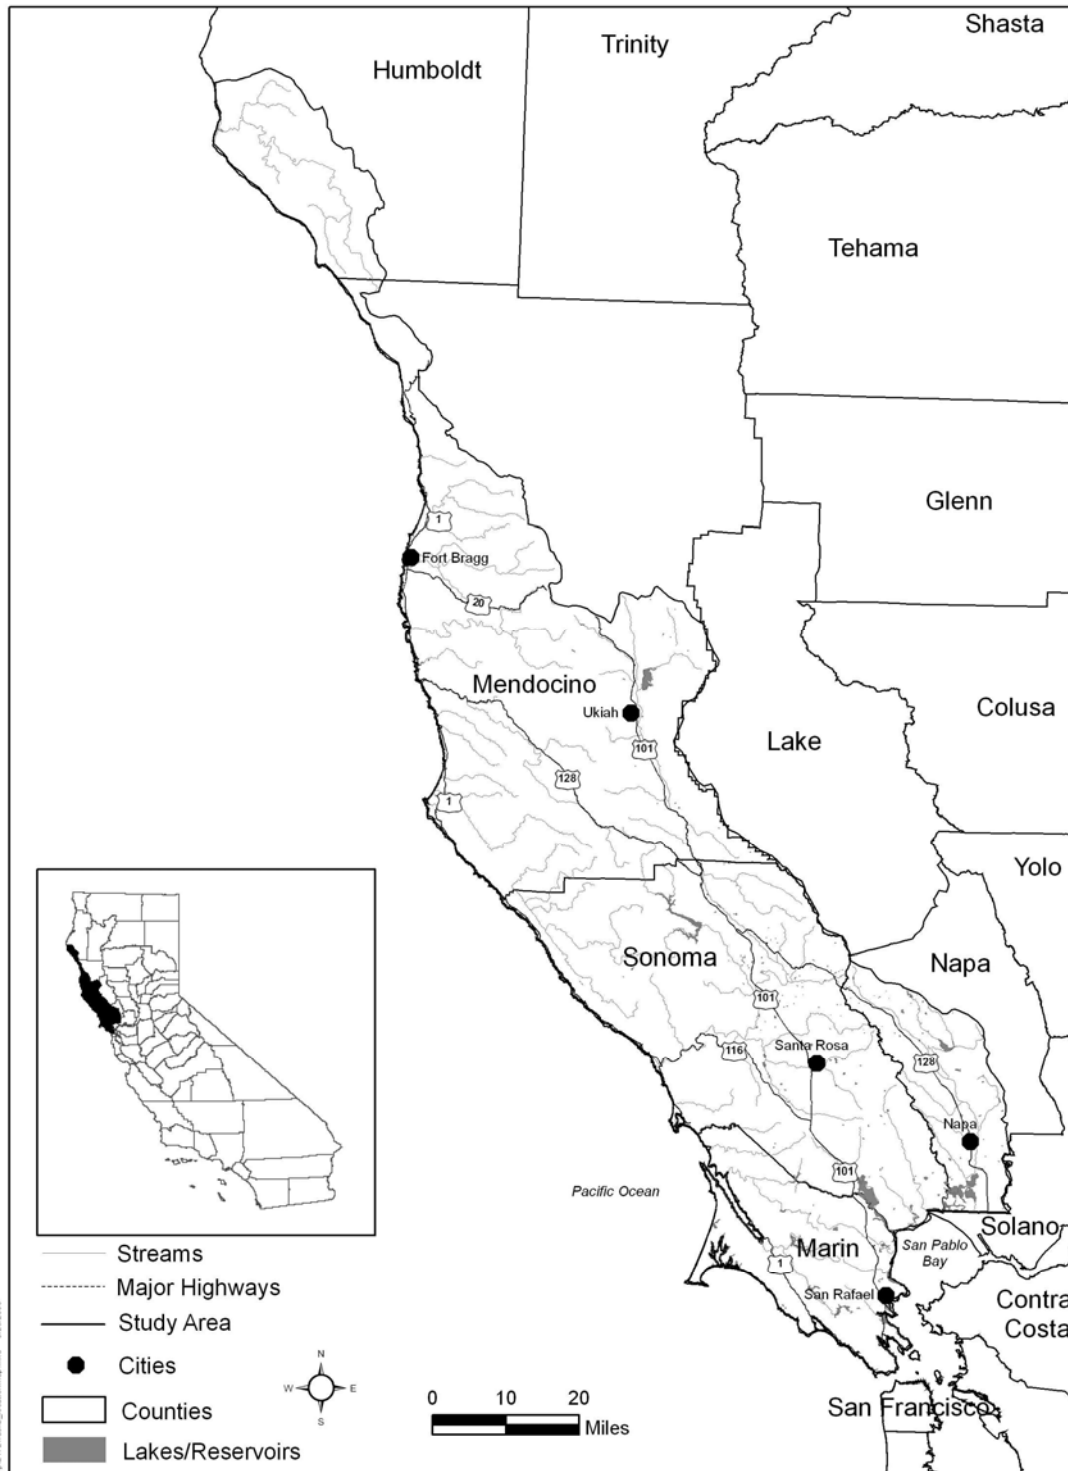 Shasta
Trinity
Humboldt
Tehama
Glenn
1
Fort Bragg
20
Mendocino
Ukiah
Colusa
Lake
101
128
1
Yolo
Sonoma
Napa
101
Santa Rosa
116
128
Napa
101
Pacific Ocean
Solano
Marin
San Pablo
Bay
1
San Rafael
Contra
Costa
San Francisco
Streams
Major Highways
Study Area
Cities
Counties
Lakes/Reservoirs
N
W
E
S
0
10
20
Miles